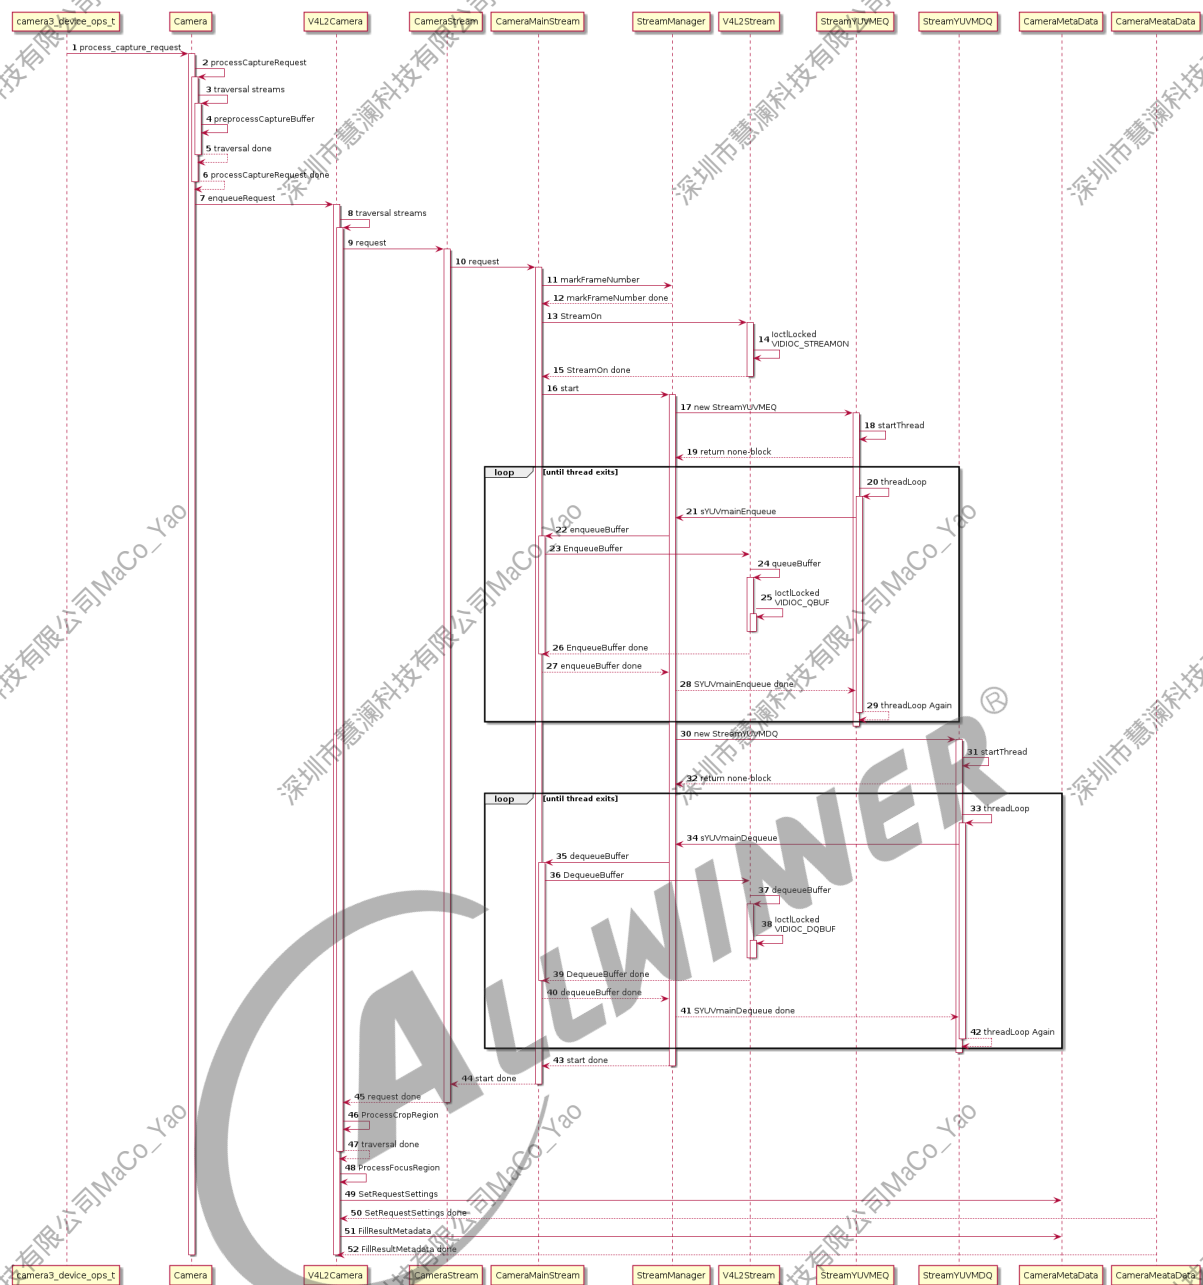 camera3_device_ops_t Camera V4L2Camera CameraStream CameraMainStream StreamManager V4L2Stream StreamYUVMEQ StreamYUVMDQ CameraMetaData CameraMeataData
1 process_capture_request
2 processCaptureRequest
3 traversal streams
4 preprocessCaptureBuffer
5 traversal done
6 processCaptureRequest done
7 enqueueRequest
8 traversal streams
9 request
10 request
11 markFrameNumber
12 markFrameNumber done
13 StreamOn
14 IoctlLocked
VIDIOC_STREAMON
15 StreamOn done
16 start
17 new StreamYUVMEQ
18 startThread
19 return none-block
loop [until thread exits]
20 threadLoop
21 sYUVmainEnqueue
22 enqueueBuffer
23 EnqueueBuffer
24 queueBuffer
25 IoctlLocked
VIDIOC_QBUF
26 EnqueueBuffer done
27 enqueueBuffer done
28 SYUVmainEnqueue done
29 threadLoop Again
30 new StreamYUVMDQ
31 startThread
32 return none-block
loop [until thread exits]
33 threadLoop
34 sYUVmainDequeue
35 dequeueBuffer
36 DequeueBuffer
37 dequeueBuffer
38 IoctlLocked
VIDIOC_DQBUF
39 DequeueBuffer done
40 dequeueBuffer done
41 SYUVmainDequeue done
42 threadLoop Again
43 start done
44 start done
45 request done
46 ProcessCropRegion
47 traversal done
48 ProcessFocusRegion
49 SetRequestSettings
50 SetRequestSettings done
51 FillResultMetadata
52 FillResultMetadata done
camera3_device_ops_t Camera V4L2Camera CameraStream CameraMainStream StreamManager V4L2Stream StreamYUVMEQ StreamYUVMDQ CameraMetaData CameraMeataData
深圳市慧澜科技有限公司MaCo_Yao
ALLWINNER®